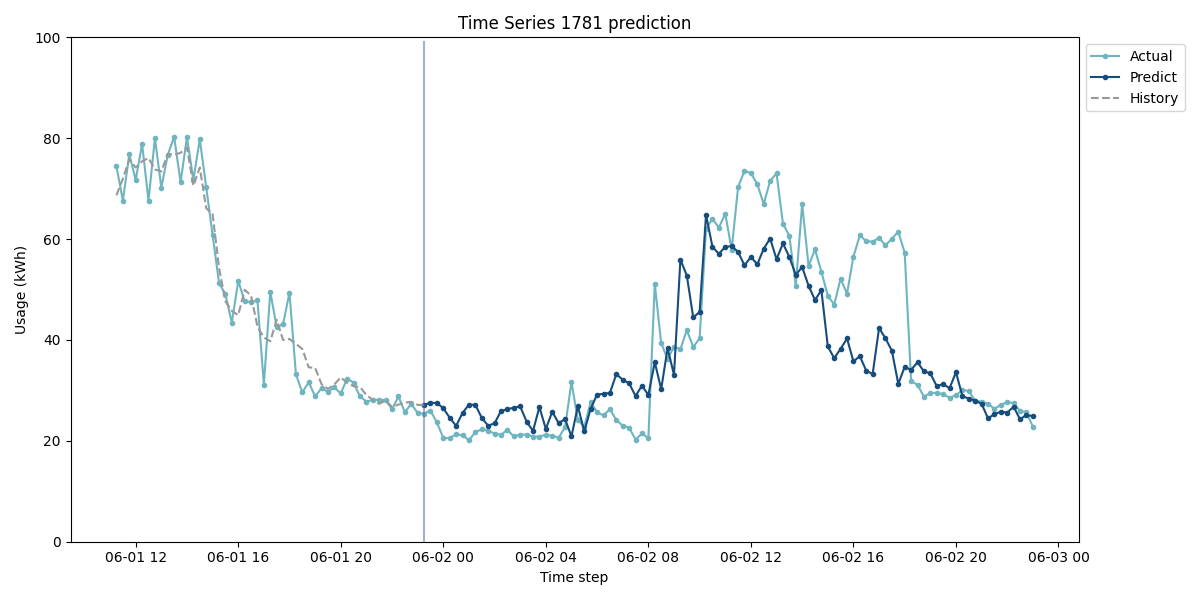 Time Series 1781 prediction
100
80
60
40
20
0
Usage (kWh)
06-01 12
06-01 16
06-01 20
06-02 00
06-02 04
06-02 08
06-02 12
06-02 16
06-02 20
06-03 00
Time step
Actual
Predict
History